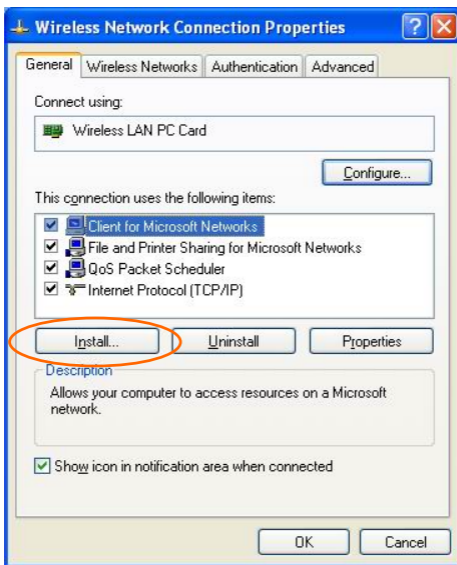 Wireless Network Connection Properties
General Wireless Networks Authentication Advanced
Connect using:
Wireless LAN PC Card
Configure...
This connection uses the following items:
Client for Microsoft Networks
File and Printer Sharing for Microsoft Networks
QoS Packet Scheduler
Internet Protocol (TCP/IP)
Install... Uninstall Properties
Description
Allows your computer to access resources on a Microsoft
network.
Show icon in notification area when connected
OK Cancel